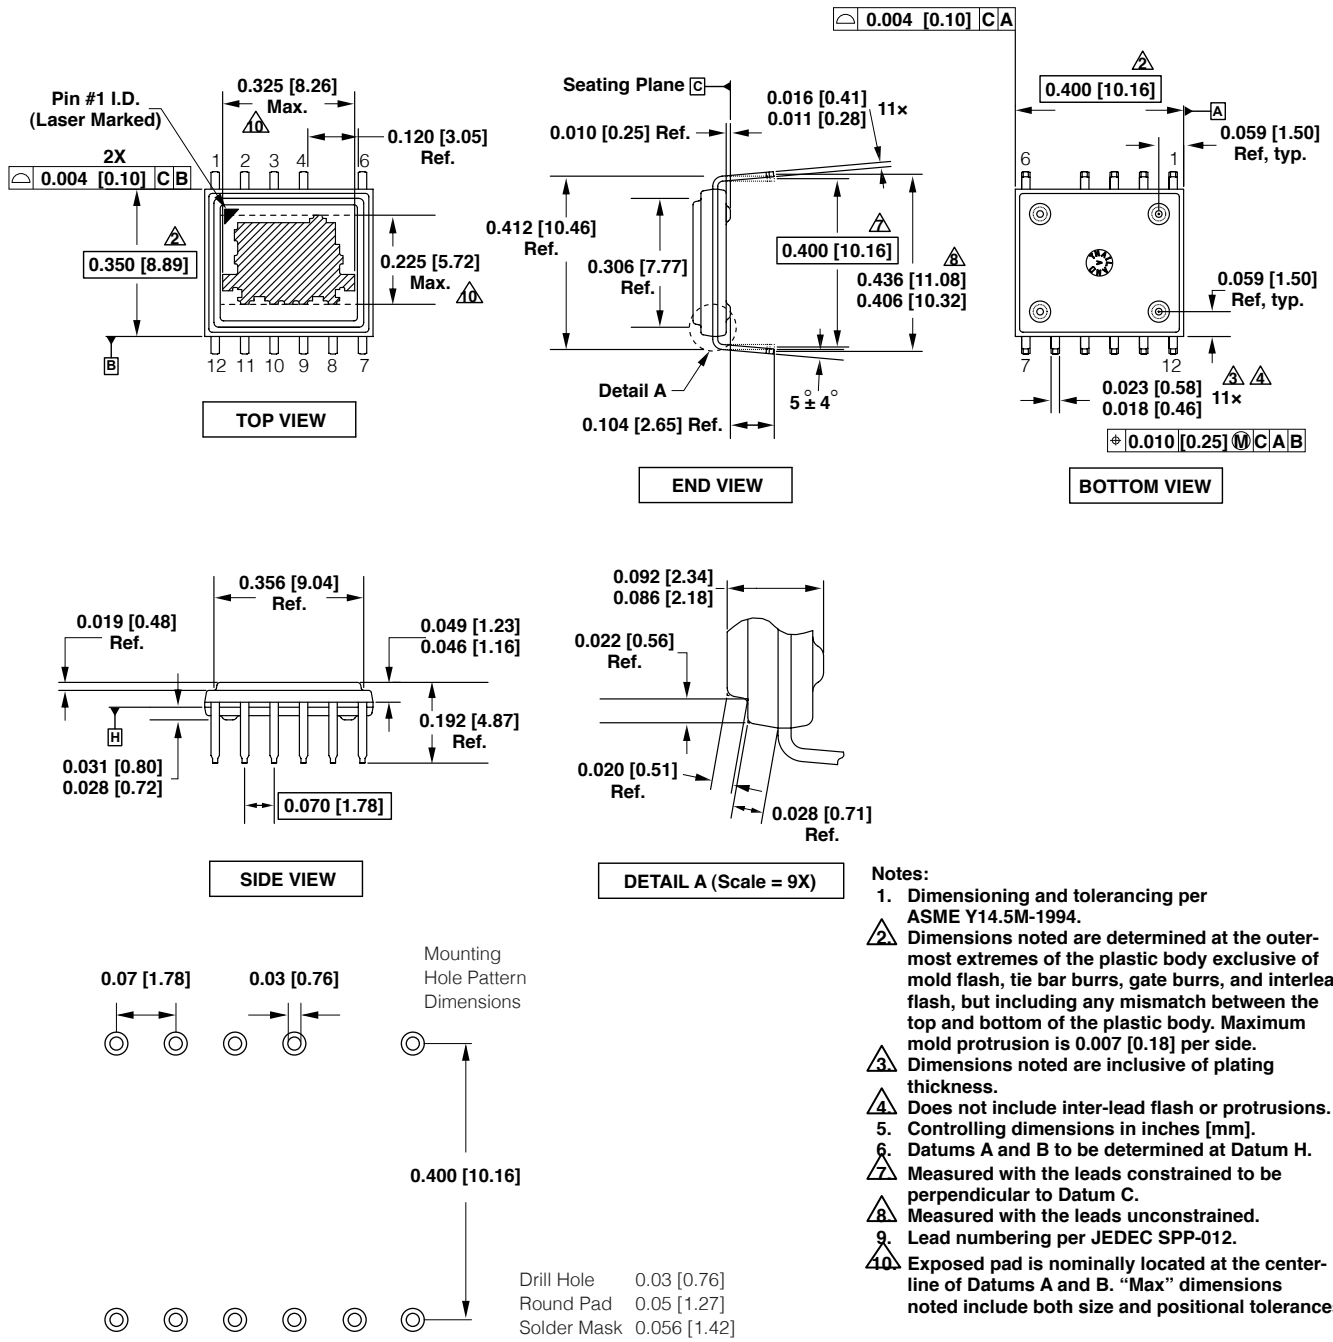 ⌓ 0.004 [0.10] C A
Pin #1 I.D.
(Laser Marked)
0.325 [8.26]
Max.
10
0.120 [3.05]
Ref.
2X
⌓ 0.004 [0.10] C B
1 2 3 4 6
2
0.350 [8.89]
0.225 [5.72]
Max.
10
B
12 11 10 9 8 7
TOP VIEW
Seating Plane C
0.010 [0.25] Ref.
0.016 [0.41]
0.011 [0.28]
11×
0.412 [10.46]
Ref.
0.306 [7.77]
Ref.
7
0.400 [10.16]
8
0.436 [11.08]
0.406 [10.32]
Detail A
0.104 [2.65] Ref.
5° ± 4°
END VIEW
2
0.400 [10.16]
A
0.059 [1.50]
Ref, typ.
6 1
0.059 [1.50]
Ref, typ.
7 12
3 4
0.023 [0.58]
0.018 [0.46]
11×
⌖ 0.010 [0.25] Ⓜ C A B
BOTTOM VIEW
0.356 [9.04]
Ref.
0.019 [0.48]
Ref.
0.049 [1.23]
0.046 [1.16]
0.192 [4.87]
Ref.
H
0.031 [0.80]
0.028 [0.72]
0.070 [1.78]
SIDE VIEW
0.092 [2.34]
0.086 [2.18]
0.022 [0.56]
Ref.
0.020 [0.51]
Ref.
0.028 [0.71]
Ref.
DETAIL A (Scale = 9X)
Mounting
Hole Pattern
Dimensions
0.07 [1.78]
0.03 [0.76]
0.400 [10.16]
Drill Hole 0.03 [0.76]
Round Pad 0.05 [1.27]
Solder Mask 0.056 [1.42]
Notes:
1. Dimensioning and tolerancing per
ASME Y14.5M-1994.
2. Dimensions noted are determined at the outer-
most extremes of the plastic body exclusive of
mold flash, tie bar burrs, gate burrs, and interlea
flash, but including any mismatch between the
top and bottom of the plastic body. Maximum
mold protrusion is 0.007 [0.18] per side.
3. Dimensions noted are inclusive of plating
thickness.
4. Does not include inter-lead flash or protrusions.
5. Controlling dimensions in inches [mm].
6. Datums A and B to be determined at Datum H.
7. Measured with the leads constrained to be
perpendicular to Datum C.
8. Measured with the leads unconstrained.
9. Lead numbering per JEDEC SPP-012.
10. Exposed pad is nominally located at the center-
line of Datums A and B. “Max” dimensions
noted include both size and positional tolerance